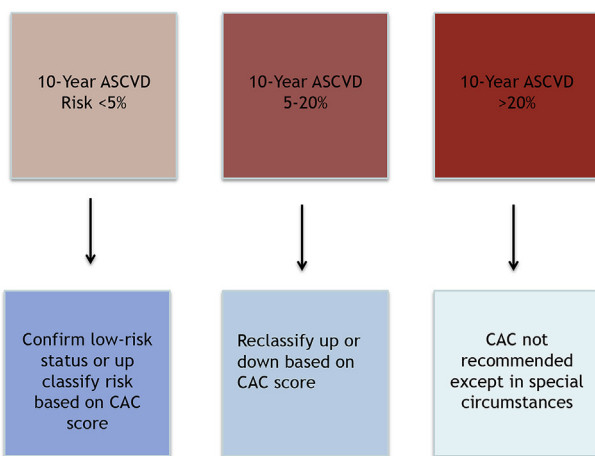 10-Year ASCVD
Risk <5%
10-Year ASCVD
5-20%
10-Year ASCVD
>20%
Confirm low-risk
status or up
classify risk
based on CAC
score
Reclassify up or
down based on
CAC score
CAC not
recommended
except in special
circumstances